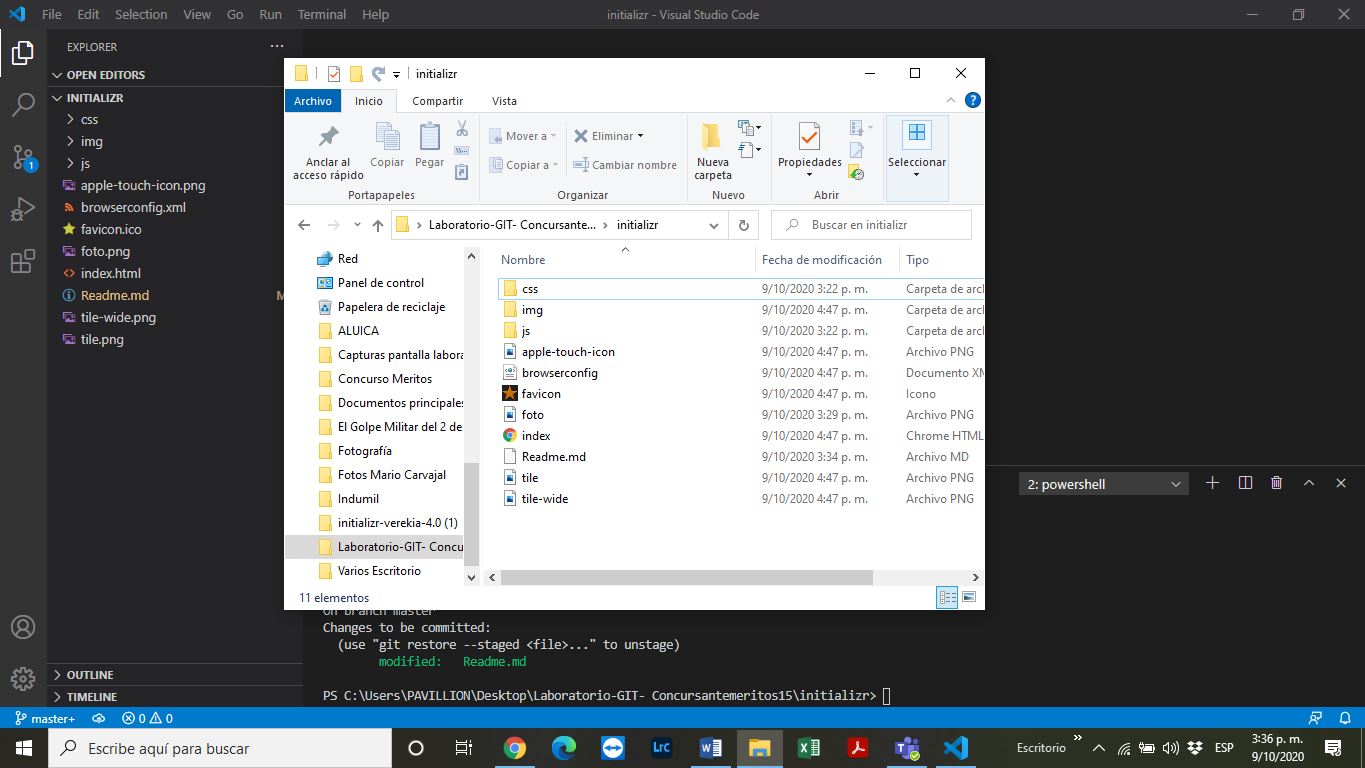 File Edit Selection View Go Run Terminal Help initializr - Visual Studio Code
EXPLORER
OPEN EDITORS
INITIALIZR
css
img
js
apple-touch-icon.png
browserconfig.xml
favicon.ico
foto.png
index.html
Readme.md M
tile-wide.png
tile.png
OUTLINE
TIMELINE
1
initializr
Archivo Inicio Compartir Vista
Anclar al acceso rápido
Copiar
Pegar
Mover a
Copiar a
Eliminar
Cambiar nombre
Nueva carpeta
Propiedades
Seleccionar
Portapapeles Organizar Nuevo Abrir
Laboratorio-GIT- Concursante... initializr
Buscar en initializr
Red
Panel de control
Papelera de reciclaje
ALUICA
Capturas pantalla labora
Concurso Meritos
Documentos principales
El Golpe Militar del 2 de
Fotografía
Fotos Mario Carvajal
Indumil
initializr-verekia-4.0 (1)
Laboratorio-GIT- Concu
Varios Escritorio
Nombre Fecha de modificación Tipo
css 9/10/2020 3:22 p. m. Carpeta de arc
img 9/10/2020 4:47 p. m. Carpeta de arc
js 9/10/2020 3:22 p. m. Carpeta de arc
apple-touch-icon 9/10/2020 4:47 p. m. Archivo PNG
browserconfig 9/10/2020 4:47 p. m. Documento XM
favicon 9/10/2020 4:47 p. m. Icono
foto 9/10/2020 3:29 p. m. Archivo PNG
index 9/10/2020 4:47 p. m. Chrome HTML
Readme.md 9/10/2020 3:34 p. m. Archivo MD
tile 9/10/2020 4:47 p. m. Archivo PNG
tile-wide 9/10/2020 4:47 p. m. Archivo PNG
11 elementos
2: powershell
On branch master
Changes to be committed:
(use "git restore --staged <file>..." to unstage)
modified: Readme.md
PS C:\Users\PAVILLION\Desktop\Laboratorio-GIT- Concursantemeritos15\initializr>
master+ 0 0
Escribe aquí para buscar
LrC
Escritorio
ESP
3:36 p. m.
9/10/2020